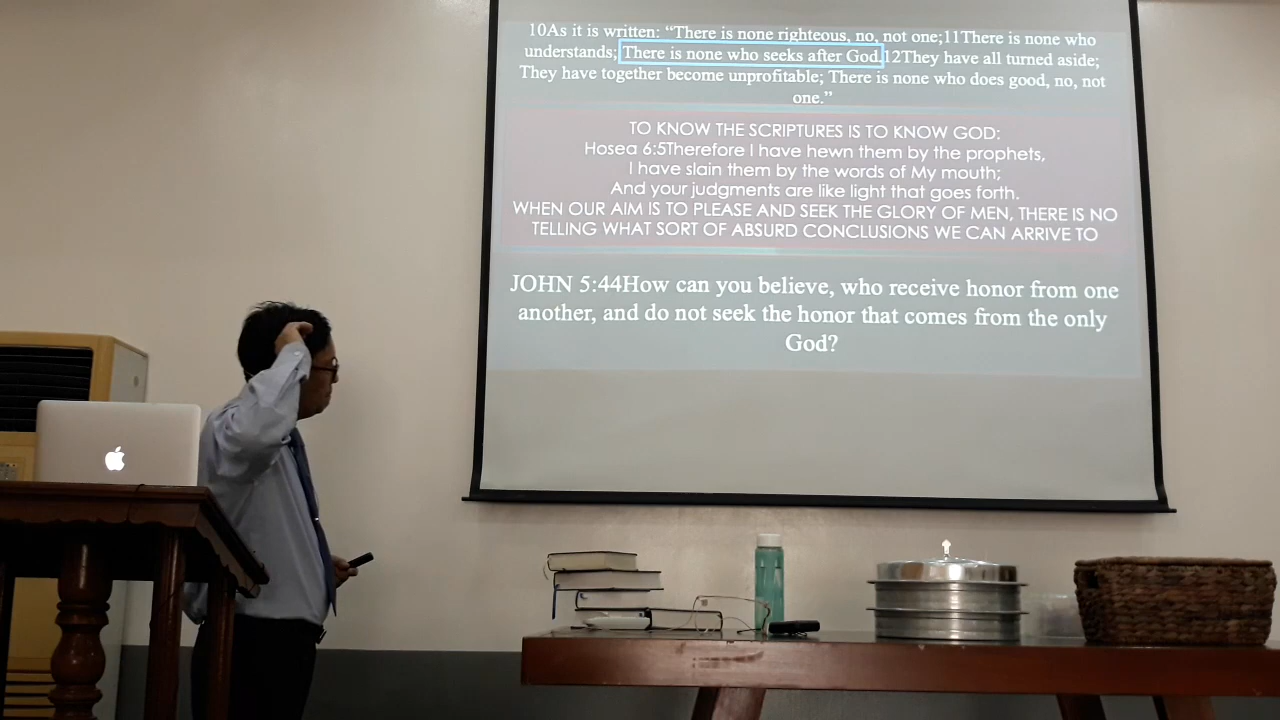 10As it is written: “There is none righteous, no, not one;11There is none who
understands; There is none who seeks after God.12They have all turned aside;
They have together become unprofitable; There is none who does good, no, not
one.”
TO KNOW THE SCRIPTURES IS TO KNOW GOD:
Hosea 6:5Therefore I have hewn them by the prophets,
I have slain them by the words of My mouth;
And your judgments are like light that goes forth.
WHEN OUR AIM IS TO PLEASE AND SEEK THE GLORY OF MEN, THERE IS NO
TELLING WHAT SORT OF ABSURD CONCLUSIONS WE CAN ARRIVE TO
JOHN 5:44How can you believe, who receive honor from one
another, and do not seek the honor that comes from the only
God?